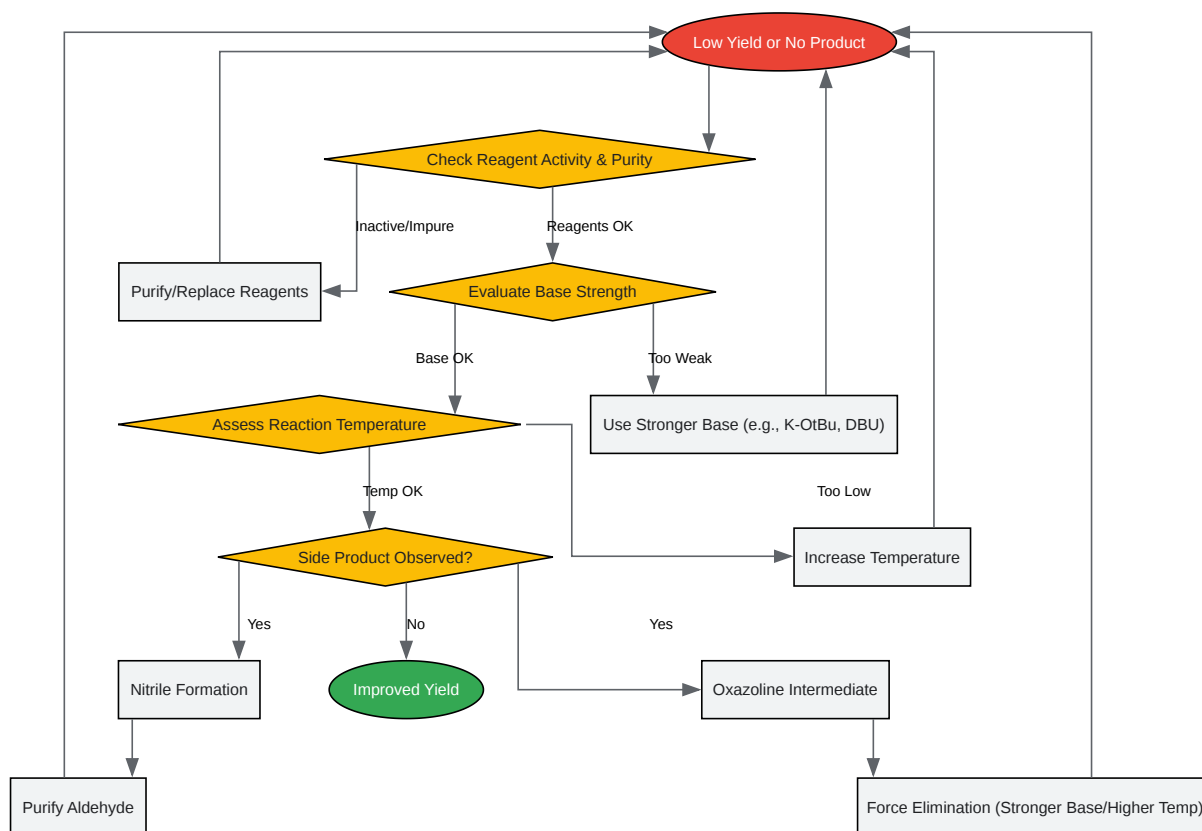 Low Yield or No Product
Check Reagent Activity & Purity
Inactive/Impure
Reagents OK
Purify/Replace Reagents
Evaluate Base Strength
Base OK
Too Weak
Assess Reaction Temperature
Use Stronger Base (e.g., K-OtBu, DBU)
Temp OK
Too Low
Side Product Observed?
Increase Temperature
Yes
No
Yes
Nitrile Formation
Improved Yield
Oxazoline Intermediate
Purify Aldehyde
Force Elimination (Stronger Base/Higher Temp)